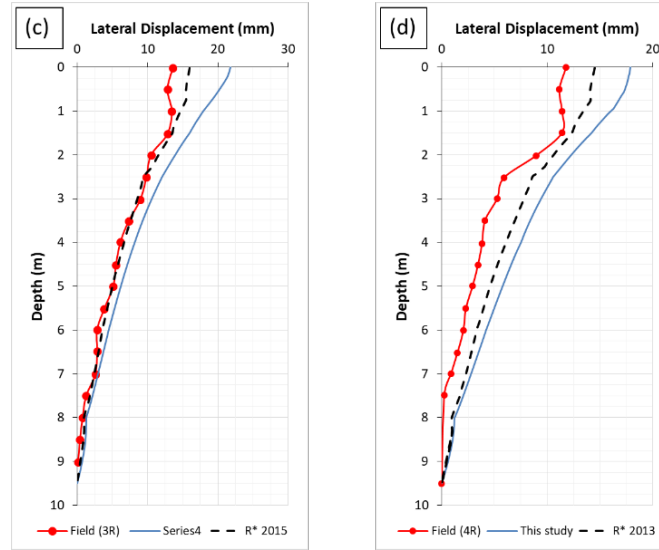 (c)
Lateral Displacement (mm)
0 10 20 30
0
1
2
3
4
5
6
7
8
9
10
Depth (m)
Field (3R) Series4 R* 2015
(d)
Lateral Displacement (mm)
0 10 20
0
1
2
3
4
5
6
7
8
9
10
Depth (m)
Field (4R) This study R* 2013